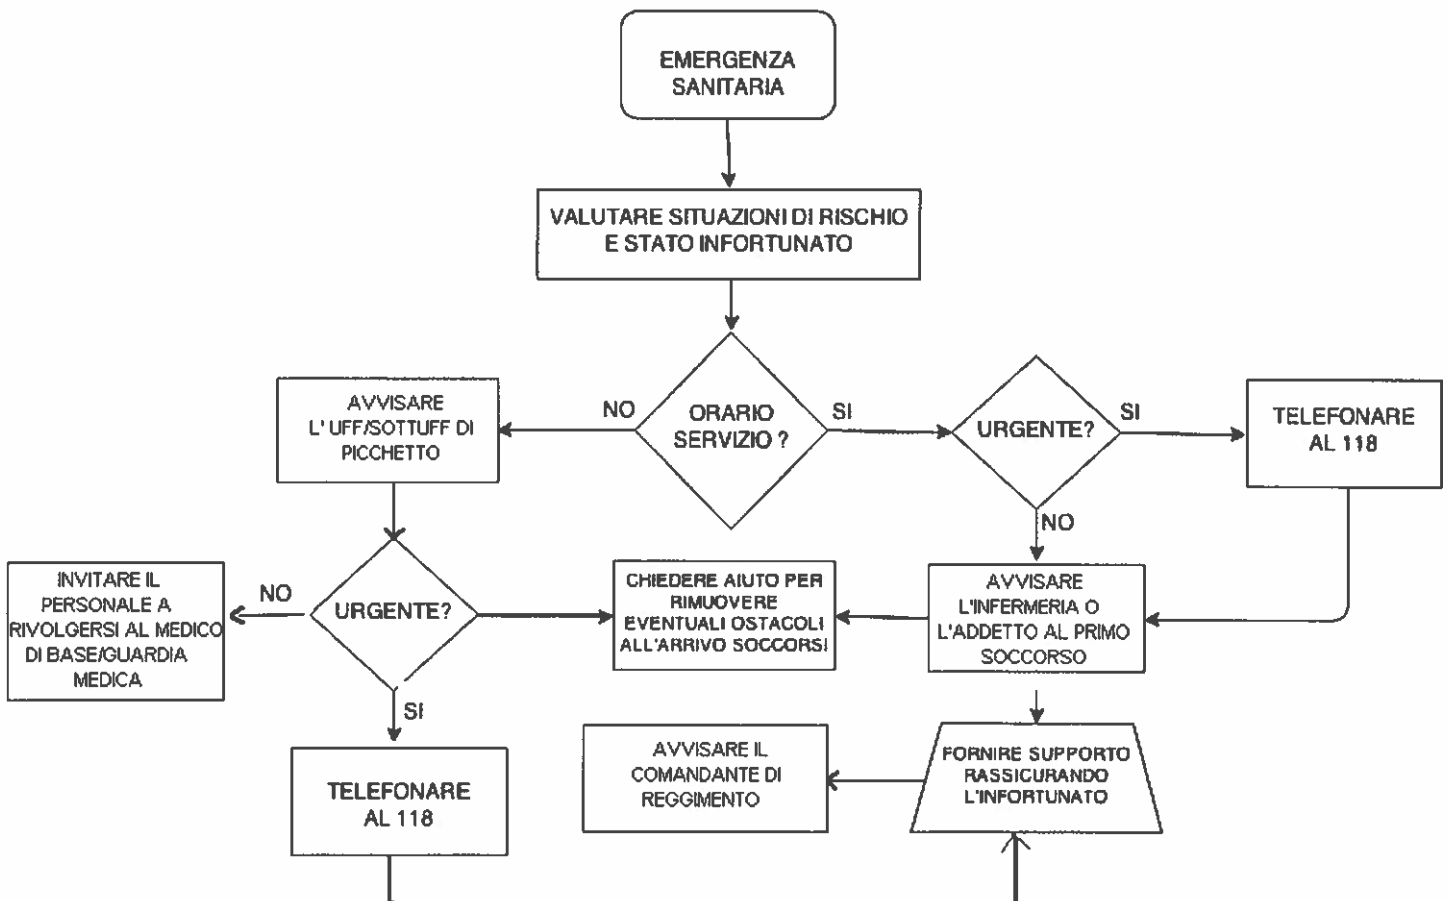 EMERGENZA
SANITARIA
VALUTARE SITUAZIONI DI RISCHIO
E STATO INFORTUNATO
ORARIO
SERVIZIO ?
NO
SI
AVVISARE
L' UFF/SOTTUFF DI
PICCHETTO
URGENTE?
SI
TELEFONARE
AL 118
NO
INVITARE IL
PERSONALE A
RIVOLGERSI AL MEDICO
DI BASE/GUARDIA
MEDICA
NO
URGENTE?
CHIEDERE AIUTO PER
RIMUOVERE
EVENTUALI OSTACOLI
ALL'ARRIVO SOCCORSI
AVVISARE
L'INFERMERIA O
L'ADDETTO AL PRIMO
SOCCORSO
SI
TELEFONARE
AL 118
AVVISARE IL
COMANDANTE DI
REGGIMENTO
FORNIRE SUPPORTO
RASSICURANDO
L'INFORTUNATO